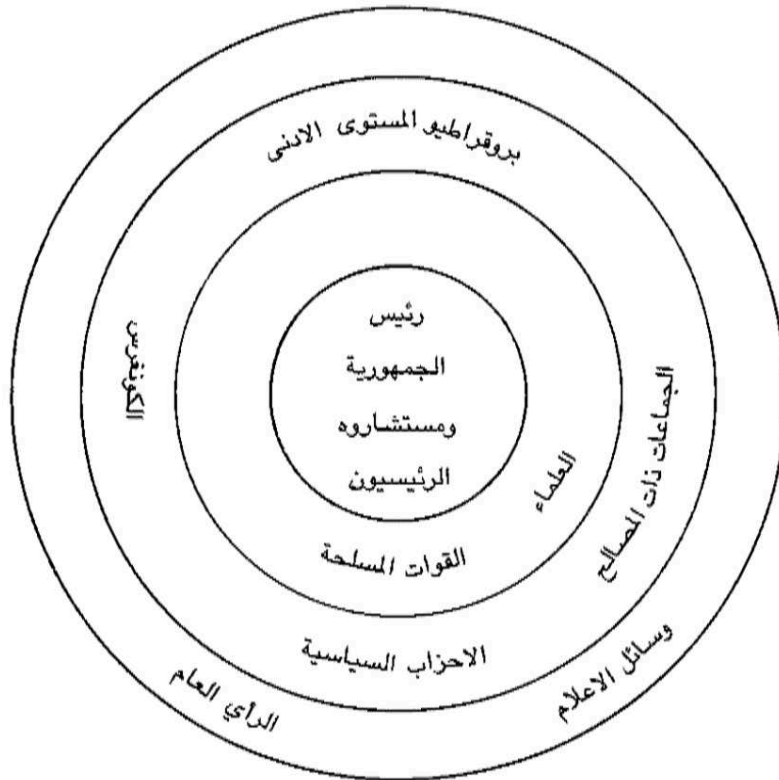 بروقراطيو المستوى الادنى
الكونغرس
رئيس
الجمهورية
ومستشاروه
الرئيسيون
العلماء
القوات المسلحة
الجماعات ذات المصالح
الاحزاب السياسية
الرأي العام
وسائل الاعلام